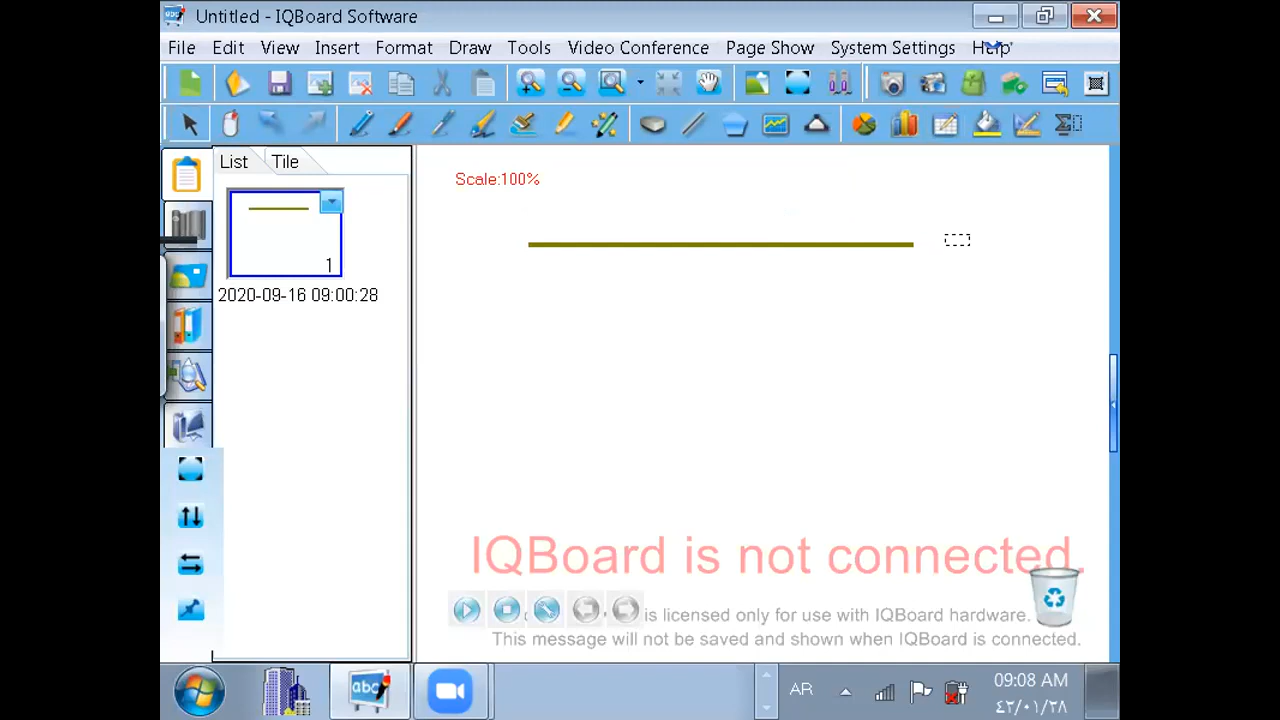 Untitled - IQBoard Software
File Edit View Insert Format Draw Tools Video Conference Page Show System Settings Help
List Tile
Scale:100%
1
2020-09-16 09:00:28
IQBoard is not connected.
is licensed only for use with IQBoard hardware.
This message will not be saved and shown when IQBoard is connected.
abc
AR
09:08 AM
٤٢/٠١/٢٨